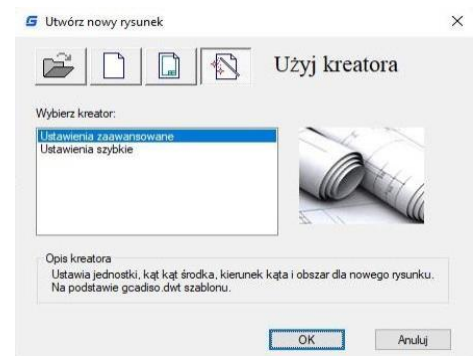 Utwórz nowy rysunek
Użyj kreatora
Wybierz kreator:
Ustawienia zaawansowane
Ustawienia szybkie
Opis kreatora
Ustawia jednostki, kąt kąt środka, kierunek kąta i obszar dla nowego rysunku.
Na podstawie gcadiso.dwt szablonu.
OK
Anuluj